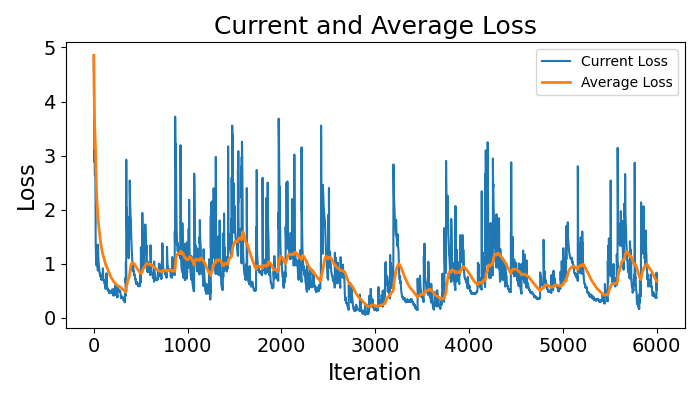 Current and Average Loss
Current Loss
Average Loss
Loss
5
4
3
2
1
0
0 1000 2000 3000 4000 5000 6000
Iteration